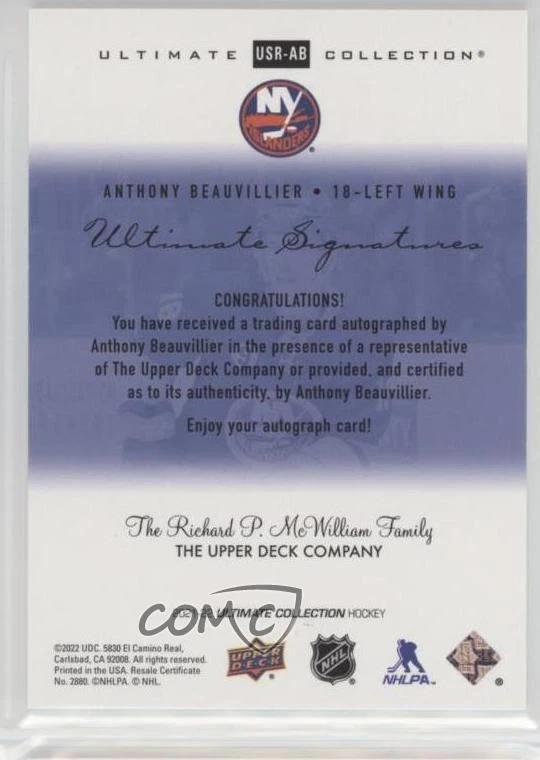 ULTIMATE USR-AB COLLECTION®
NY
ISLANDERS
®
ANTHONY BEAUVILLIER • 18-LEFT WING
Ultimate Signatures
CONGRATULATIONS!
You have received a trading card autographed by
Anthony Beauvillier in the presence of a representative
of The Upper Deck Company or provided, and certified
as to its authenticity, by Anthony Beauvillier.
Enjoy your autograph card!
The Richard P. McWilliam Family
THE UPPER DECK COMPANY
COMC
2021-22 ULTIMATE COLLECTION HOCKEY
©2022 UDC. 5830 El Camino Real,
Carlsbad, CA 92008. All rights reserved.
Printed in the USA. Resale Certificate
No. 2880. ©NHLPA. © NHL.
UPPER
DECK
NHL
®
NHLPA™
®